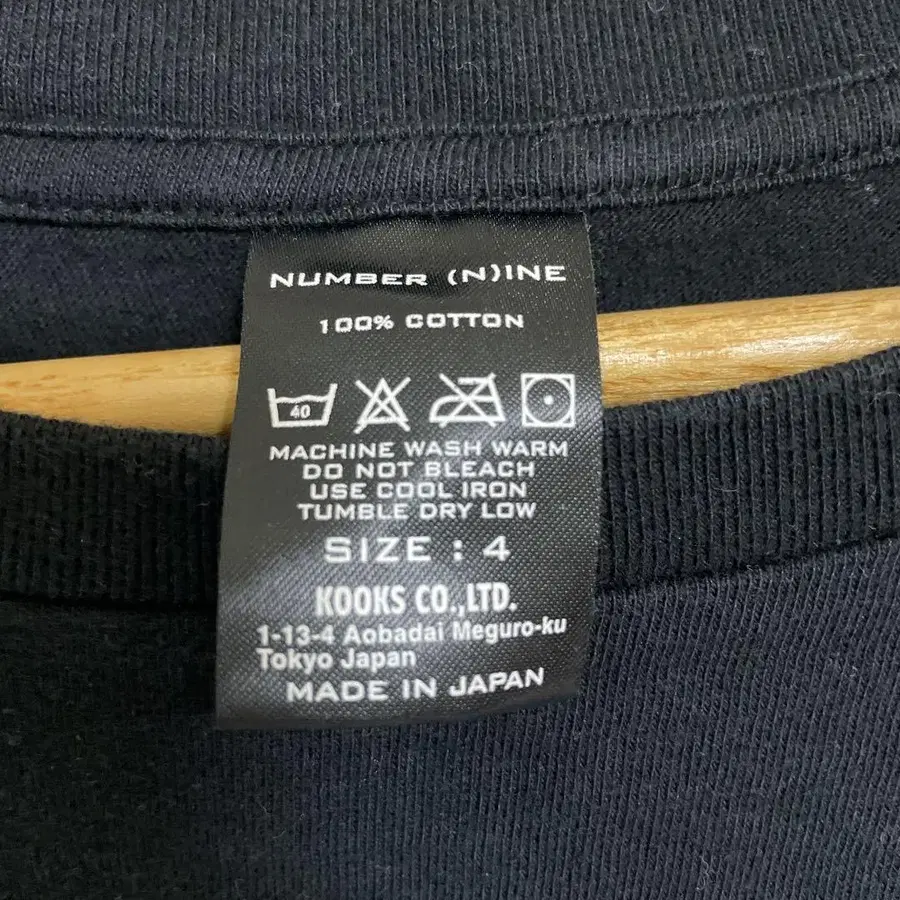 NUMBER (N)INE
100% COTTON
40
MACHINE WASH WARM
DO NOT BLEACH
USE COOL IRON
TUMBLE DRY LOW
SIZE : 4
KOOKS CO.,LTD.
1-13-4 Aobadai Meguro-ku
Tokyo Japan
MADE IN JAPAN